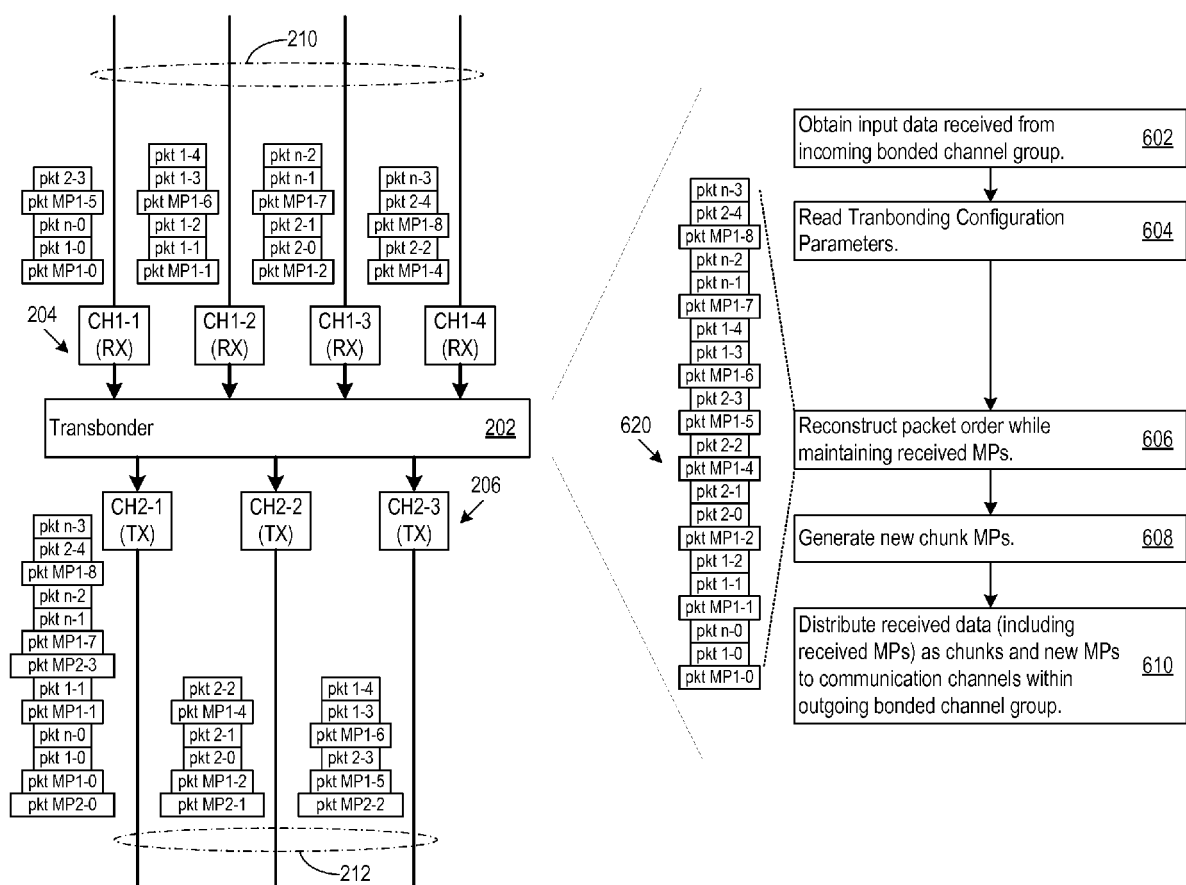 210
pkt 2-3
pkt MP1-5
pkt n-0
pkt 1-0
pkt MP1-0
pkt 1-4
pkt 1-3
pkt MP1-6
pkt 1-2
pkt 1-1
pkt MP1-1
pkt n-2
pkt n-1
pkt MP1-7
pkt 2-1
pkt 2-0
pkt MP1-2
pkt n-3
pkt 2-4
pkt MP1-8
pkt 2-2
pkt MP1-4
204
CH1-1
(RX)
CH1-2
(RX)
CH1-3
(RX)
CH1-4
(RX)
Transbonder 202
CH2-1
(TX)
CH2-2
(TX)
CH2-3
(TX)
206
pkt n-3
pkt 2-4
pkt MP1-8
pkt n-2
pkt n-1
pkt MP1-7
pkt MP2-3
pkt 1-1
pkt MP1-1
pkt n-0
pkt 1-0
pkt MP1-0
pkt MP2-0
pkt 2-2
pkt MP1-4
pkt 2-1
pkt 2-0
pkt MP1-2
pkt MP2-1
pkt 1-4
pkt 1-3
pkt MP1-6
pkt 2-3
pkt MP1-5
pkt MP2-2
212
620
pkt n-3
pkt 2-4
pkt MP1-8
pkt n-2
pkt n-1
pkt MP1-7
pkt 1-4
pkt 1-3
pkt MP1-6
pkt 2-3
pkt MP1-5
pkt 2-2
pkt MP1-4
pkt 2-1
pkt 2-0
pkt MP1-2
pkt 1-2
pkt 1-1
pkt MP1-1
pkt n-0
pkt 1-0
pkt MP1-0
Obtain input data received from
incoming bonded channel group. 602
Read Tranbonding Configuration
Parameters. 604
Reconstruct packet order while
maintaining received MPs. 606
Generate new chunk MPs. 608
Distribute received data (including
received MPs) as chunks and new MPs
to communication channels within
outgoing bonded channel group. 610